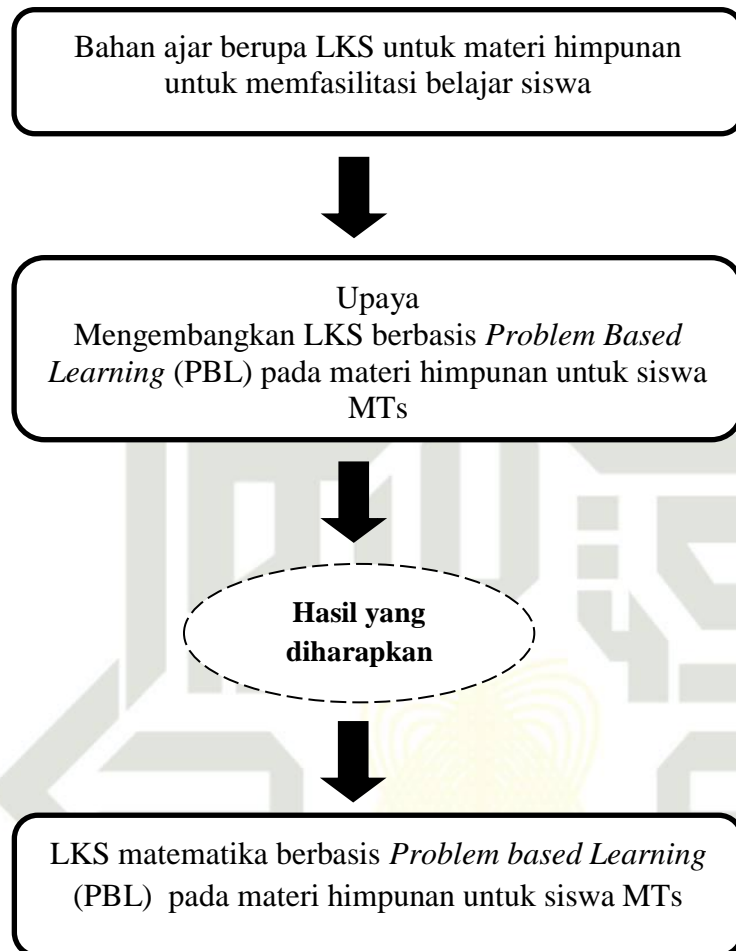 Bahan ajar berupa LKS untuk materi himpunan
untuk memfasilitasi belajar siswa
Upaya
Mengembangkan LKS berbasis Problem Based
Learning (PBL) pada materi himpunan untuk siswa
MTs
Hasil yang
diharapkan
LKS matematika berbasis Problem based Learning
(PBL) pada materi himpunan untuk siswa MTs